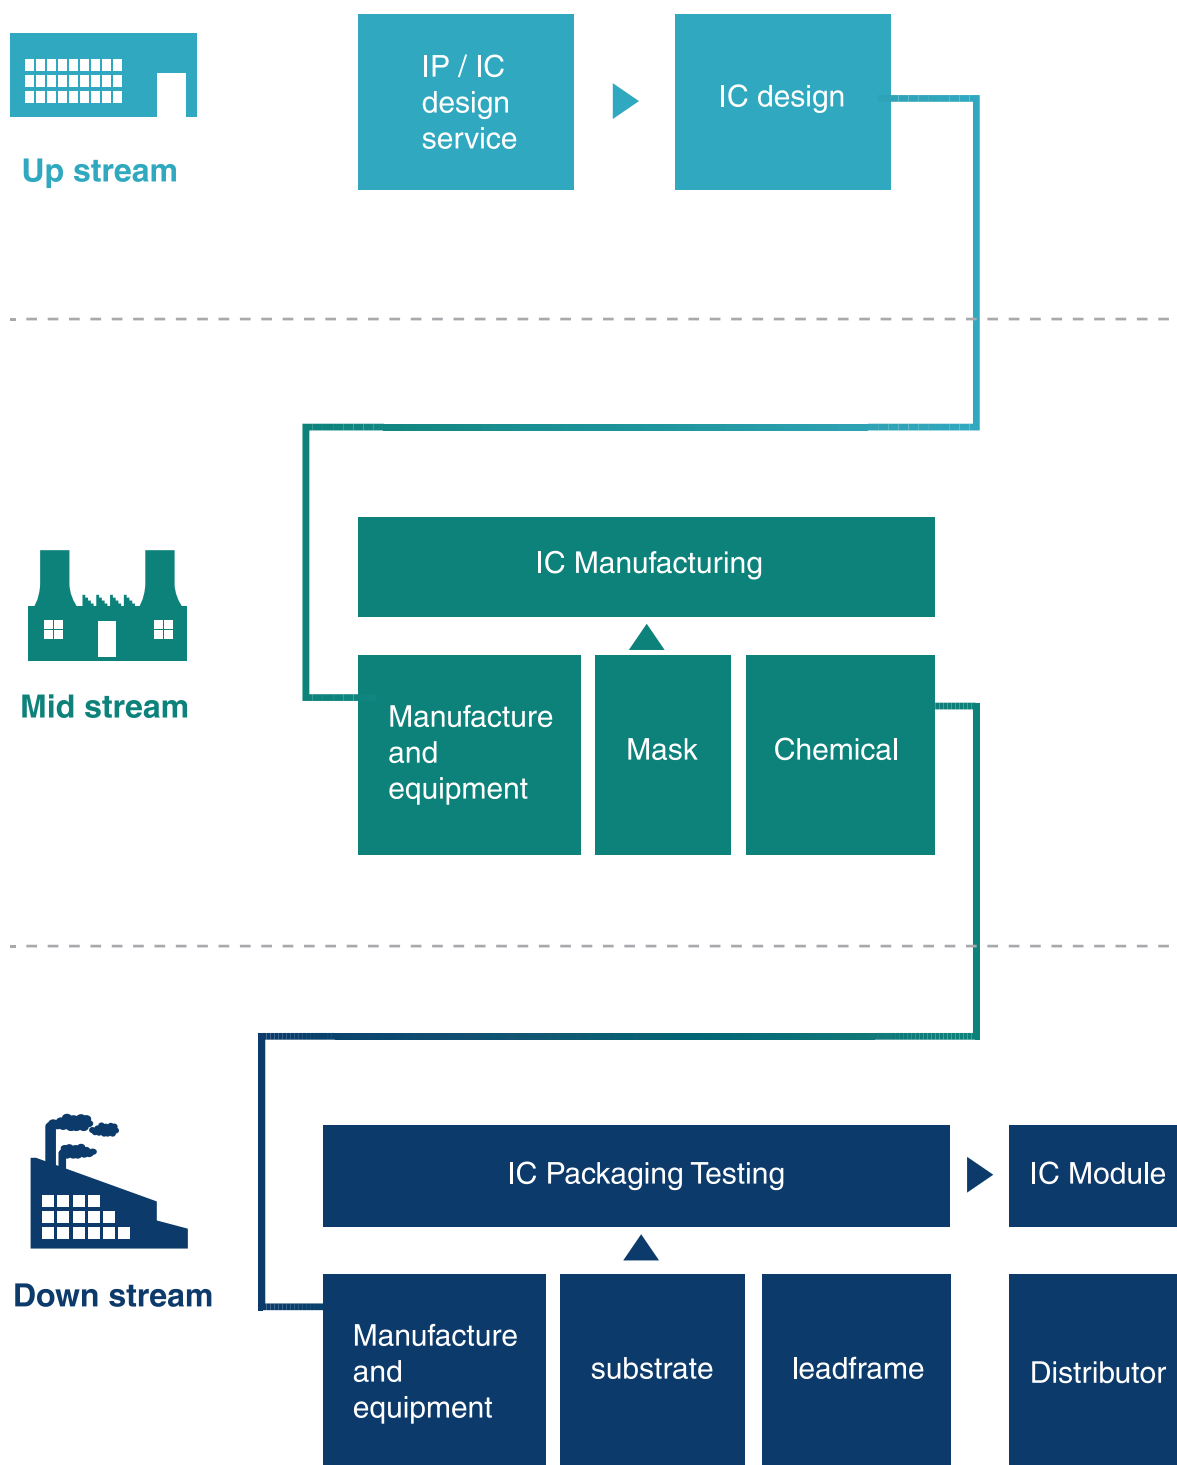 Up stream
IP / IC
design
service
IC design
Mid stream
IC Manufacturing
Manufacture
and
equipment
Mask
Chemical
Down stream
IC Packaging Testing
IC Module
Manufacture
and
equipment
substrate
leadframe
Distributor